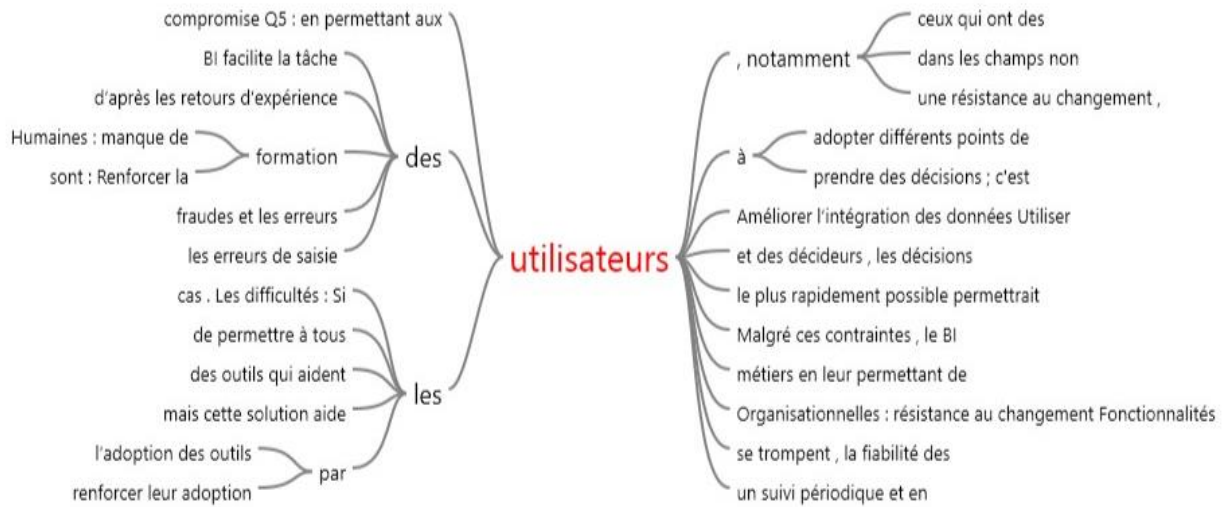 compromise Q5 : en permettant aux
BI facilite la tâche
d'après les retours d'expérience
Humaines : manque de
sont : Renforcer la
formation
fraudes et les erreurs
les erreurs de saisie
des
cas . Les difficultés : Si
de permettre à tous
des outils qui aident
mais cette solution aide
l'adoption des outils
renforcer leur adoption
par
les
utilisateurs
, notamment
ceux qui ont des
dans les champs non
une résistance au changement ,
à
adopter différents points de
prendre des décisions ; c'est
Améliorer l'intégration des données Utiliser
et des décideurs , les décisions
le plus rapidement possible permettrait
Malgré ces contraintes , le BI
métiers en leur permettant de
Organisationnelles : résistance au changement Fonctionnalités
se trompent , la fiabilité des
un suivi périodique et en